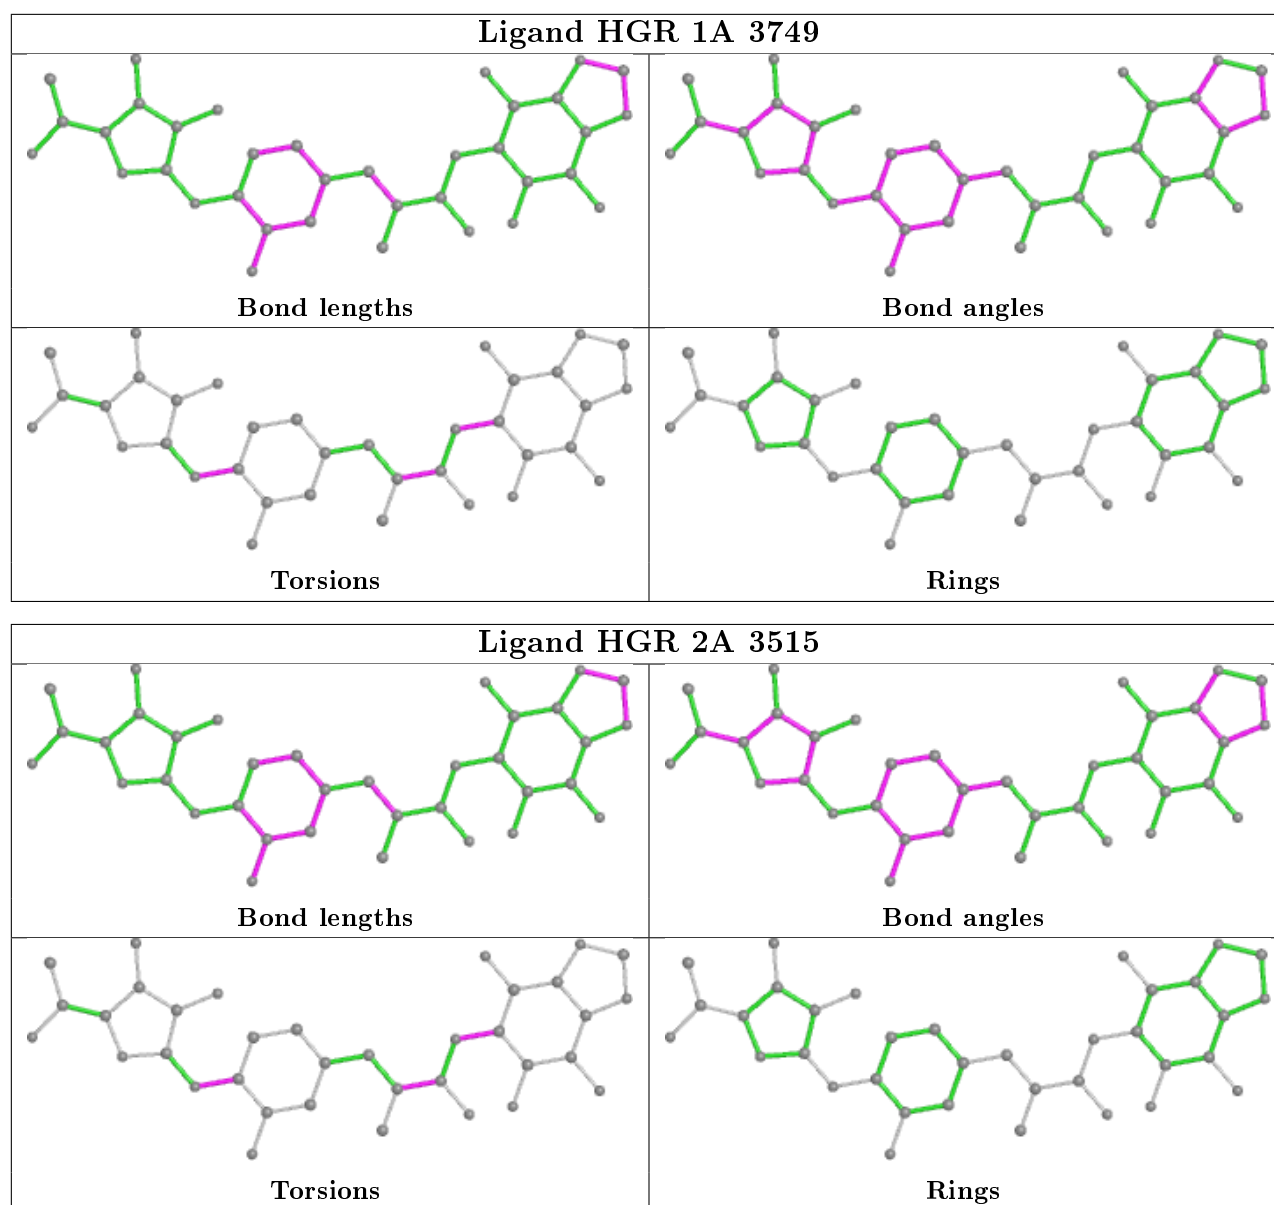 Ligand HGR 1A 3749
Bond lengths
Bond angles
Torsions
Rings
Ligand HGR 2A 3515
Bond lengths
Bond angles
Torsions
Rings